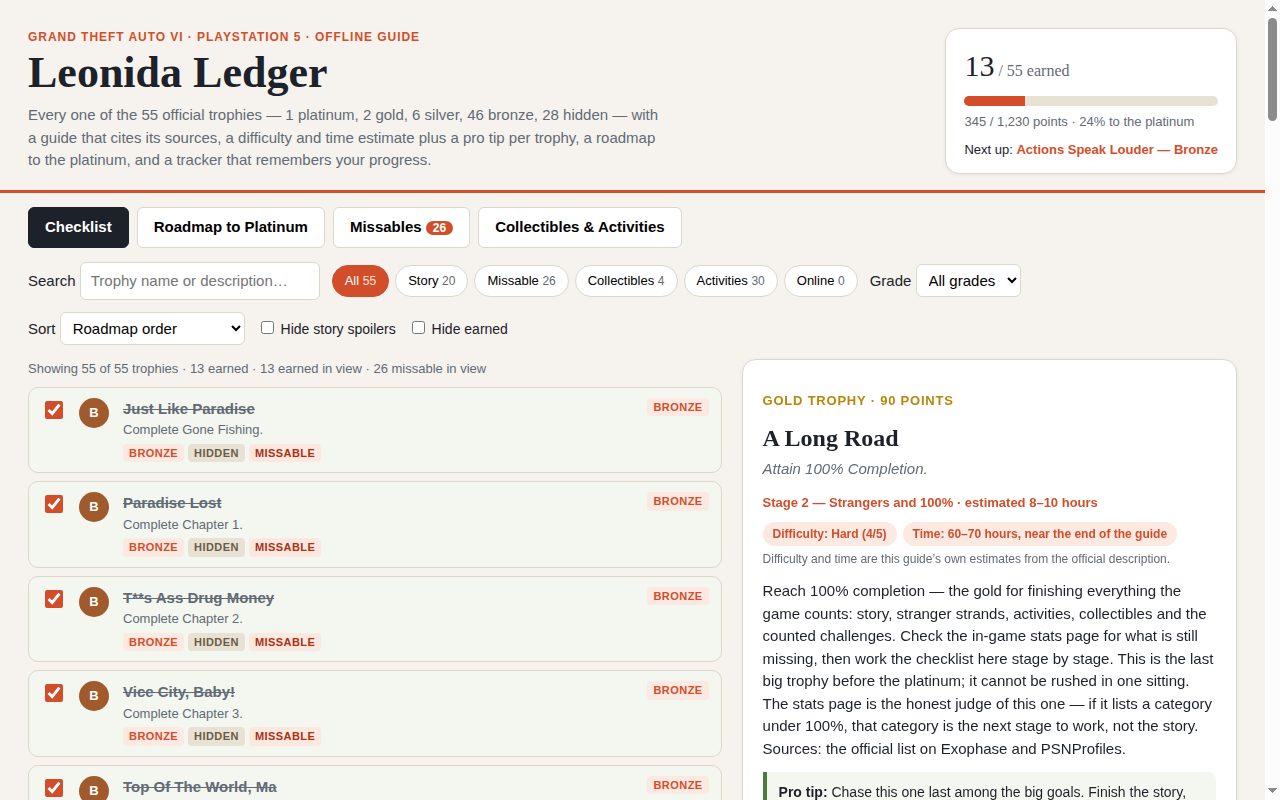 GRAND THEFT AUTO VI · PLAYSTATION 5 · OFFLINE GUIDE
Leonida Ledger
Every one of the 55 official trophies — 1 platinum, 2 gold, 6 silver, 46 bronze, 28 hidden — with
a guide that cites its sources, a difficulty and time estimate plus a pro tip per trophy, a roadmap
to the platinum, and a tracker that remembers your progress.
13 / 55 earned
345 / 1,230 points · 24% to the platinum
Next up: Actions Speak Louder — Bronze
Checklist
Roadmap to Platinum
Missables 26
Collectibles & Activities
Search Trophy name or description…
All 55
Story 20
Missable 26
Collectibles 4
Activities 30
Online 0
Grade All grades
Sort Roadmap order
Hide story spoilers
Hide earned
Showing 55 of 55 trophies · 13 earned · 13 earned in view · 26 missable in view
B
Just Like Paradise
BRONZE
Complete Gone Fishing.
BRONZE HIDDEN MISSABLE
B
Paradise Lost
BRONZE
Complete Chapter 1.
BRONZE HIDDEN MISSABLE
B
T**s Ass Drug Money
BRONZE
Complete Chapter 2.
BRONZE HIDDEN MISSABLE
B
Vice City, Baby!
BRONZE
Complete Chapter 3.
BRONZE HIDDEN MISSABLE
B
Top Of The World, Ma
BRONZE
GOLD TROPHY · 90 POINTS
A Long Road
Attain 100% Completion.
Stage 2 — Strangers and 100% · estimated 8–10 hours
Difficulty: Hard (4/5)
Time: 60–70 hours, near the end of the guide
Difficulty and time are this guide’s own estimates from the official description.
Reach 100% completion — the gold for finishing everything the
game counts: story, stranger strands, activities, collectibles and the
counted challenges. Check the in-game stats page for what is still
missing, then work the checklist here stage by stage. This is the last
big trophy before the platinum; it cannot be rushed in one sitting.
The stats page is the honest judge of this one — if it lists a category
under 100%, that category is the next stage to work, not the story.
Sources: the official list on Exophase and PSNProfiles.
Pro tip: Chase this one last among the big goals. Finish the story,